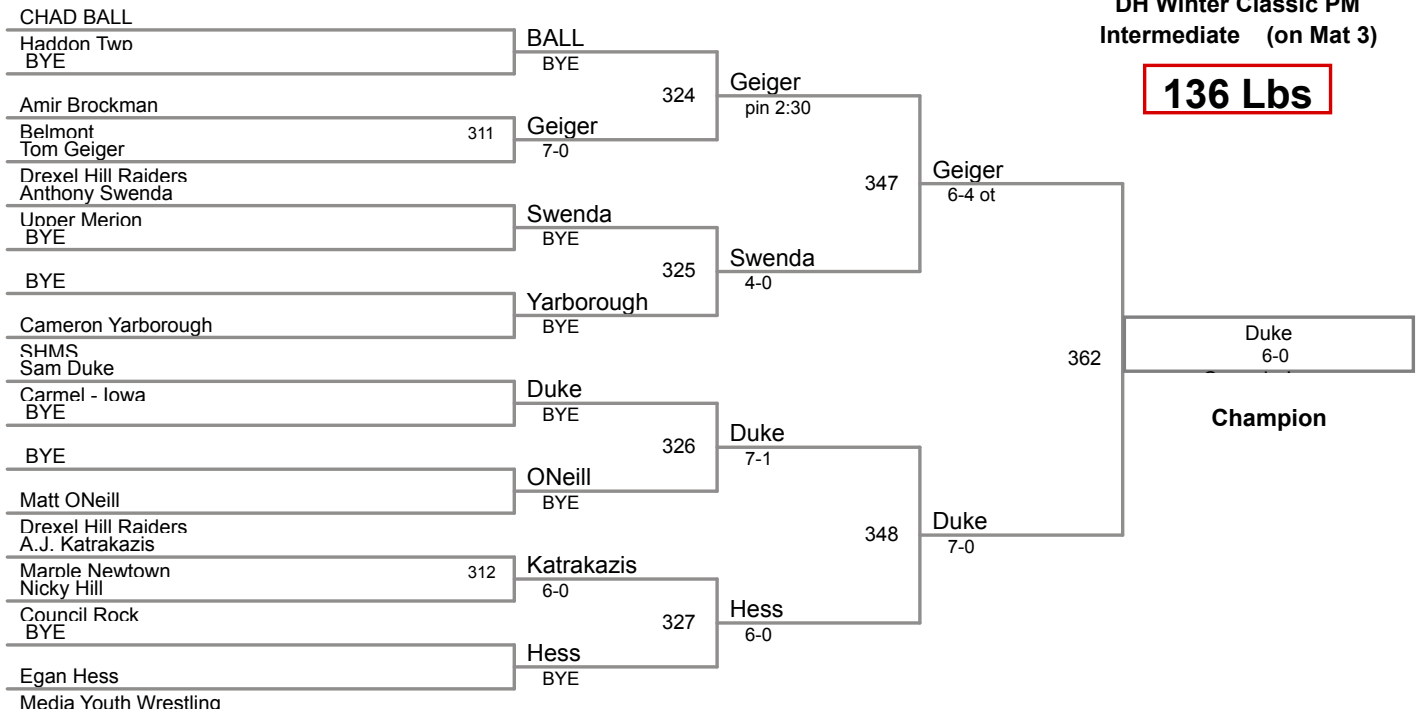 DH Winter Classic PM
Intermediate (on Mat 3)
136 Lbs
CHAD BALL
Haddon Twp
BYE
Amir Brockman
Belmont
Tom Geiger
Drexel Hill Raiders
Anthony Swenda
Upper Merion
BYE
BYE
Cameron Yarborough
SHMS
Sam Duke
Carmel - Iowa
BYE
BYE
Matt ONeill
Drexel Hill Raiders
A.J. Katrakazis
Marple Newtown
Nicky Hill
Council Rock
BYE
Egan Hess
Media Youth Wrestling
311
312
BALL
BYE
Geiger
7-0
Swenda
BYE
Yarborough
BYE
Duke
BYE
ONeill
BYE
Katrakazis
6-0
Hess
BYE
324
325
326
327
Geiger
pin 2:30
Swenda
4-0
Duke
7-1
Hess
6-0
347
348
Geiger
6-4 ot
Duke
7-0
362
Duke
6-0
Champion